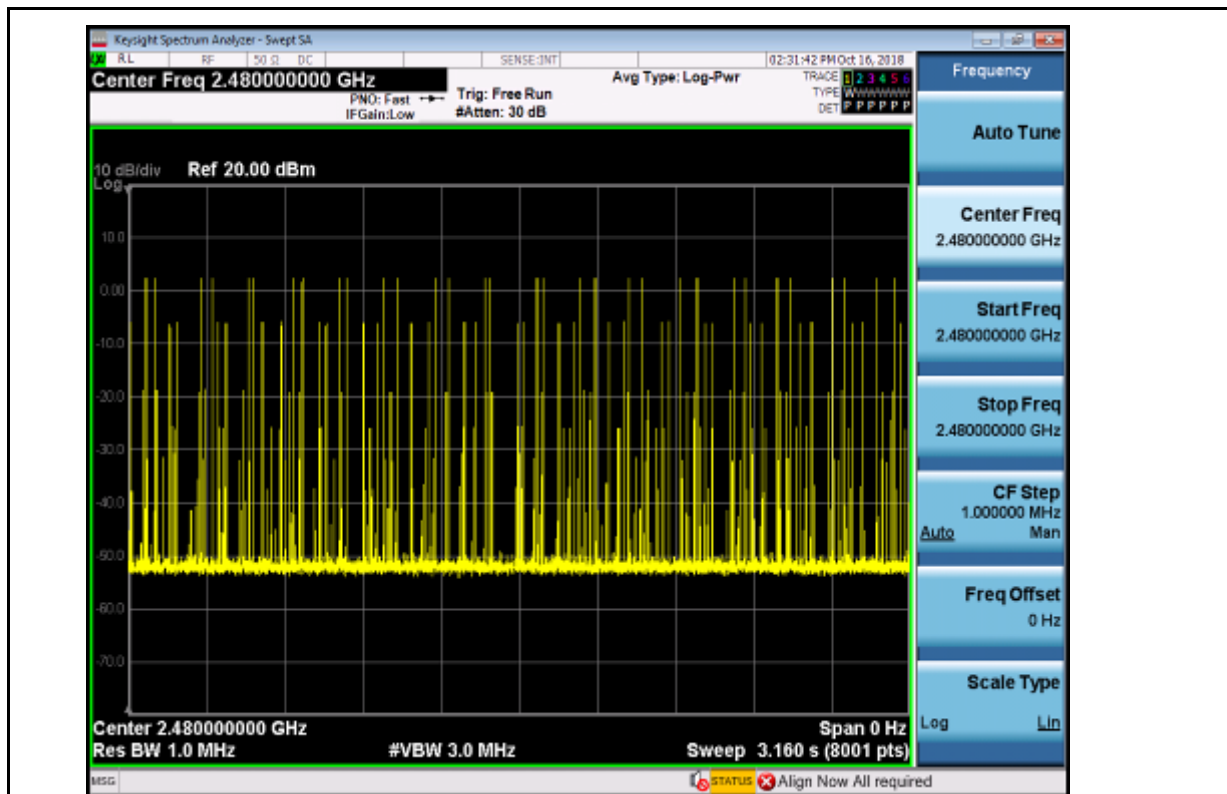 Keysight Spectrum Analyzer - Swept SA
RL RF 50 Ω DC SENSE:INT 02:31:42 PM Oct 16, 2018
Center Freq 2.480000000 GHz Avg Type: Log-Pwr TRACE 1 2 3 4 5 6
PNO: Fast Trig: Free Run TYPE
IFGain:Low #Atten: 30 dB DET P P P P P P
10 dB/div Ref 20.00 dBm
Log
10.0
0.00
-10.0
-20.0
-30.0
-40.0
-50.0
-60.0
-70.0
Center 2.480000000 GHz Span 0 Hz
Res BW 1.0 MHz #VBW 3.0 MHz Sweep 3.160 s (8001 pts)
MSG STATUS Align Now All required
Frequency
Auto Tune
Center Freq
2.480000000 GHz
Start Freq
2.480000000 GHz
Stop Freq
2.480000000 GHz
CF Step
1.000000 MHz
Auto Man
Freq Offset
0 Hz
Scale Type
Log Lin